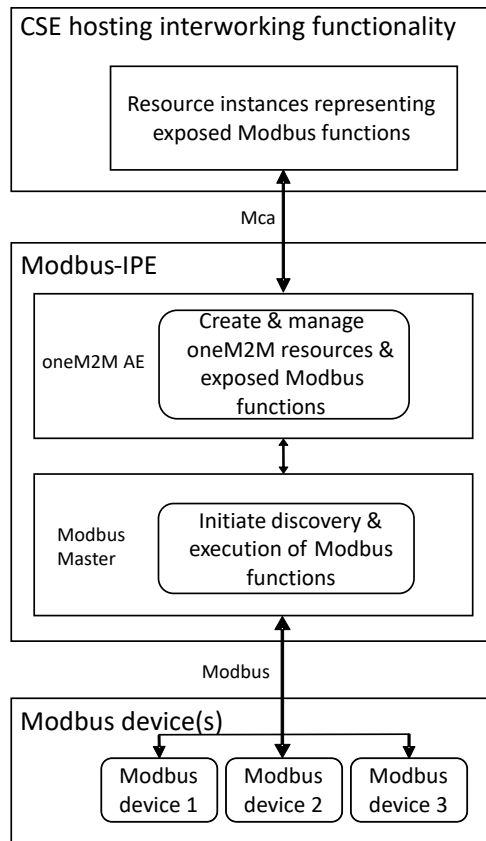 CSE hosting interworking functionality
Resource instances representing
exposed Modbus functions
Mca
Modbus-IPE
oneM2M AE
Create & manage
oneM2M resources &
exposed Modbus
functions
Modbus
Master
Initiate discovery &
execution of Modbus
functions
Modbus
Modbus device(s)
Modbus
device 1
Modbus
device 2
Modbus
device 3